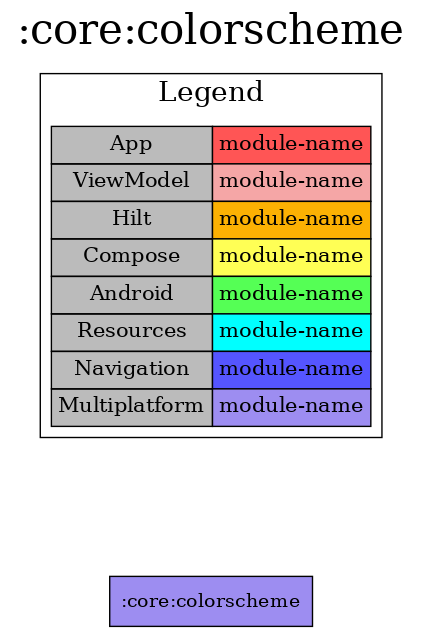 :core:colorscheme
Legend
App module-name
ViewModel module-name
Hilt module-name
Compose module-name
Android module-name
Resources module-name
Navigation module-name
Multiplatform module-name
:core:colorscheme